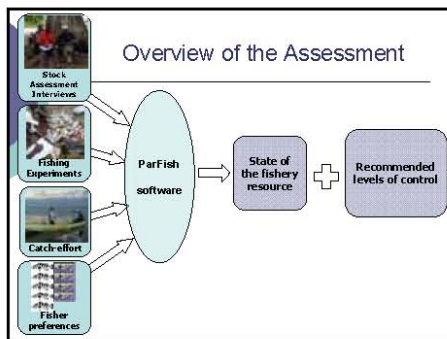 Overview of the Assessment
Stock
Assessment
Interviews
Fishing
Experiments
Catch-effort
Fisher
preferences
ParFish
software
State of
the fishery
resource
Recommended
levels of control